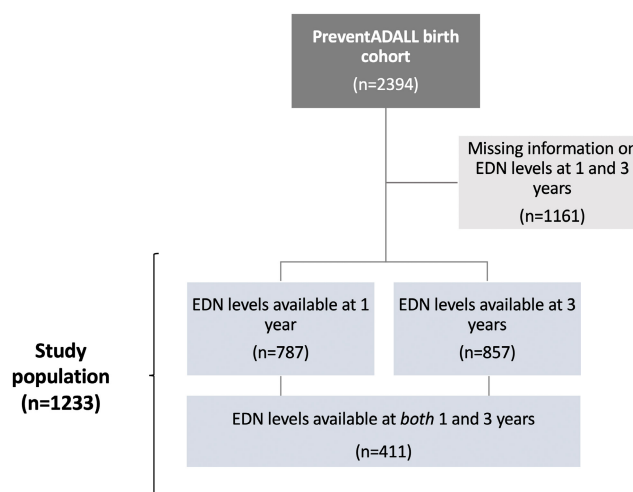 PreventADALL birth
cohort
(n=2394)
Missing information on
EDN levels at 1 and 3
years
(n=1161)
EDN levels available at 1
year
(n=787)
EDN levels available at 3
years
(n=857)
Study
population
(n=1233)
EDN levels available at both 1 and 3 years
(n=411)